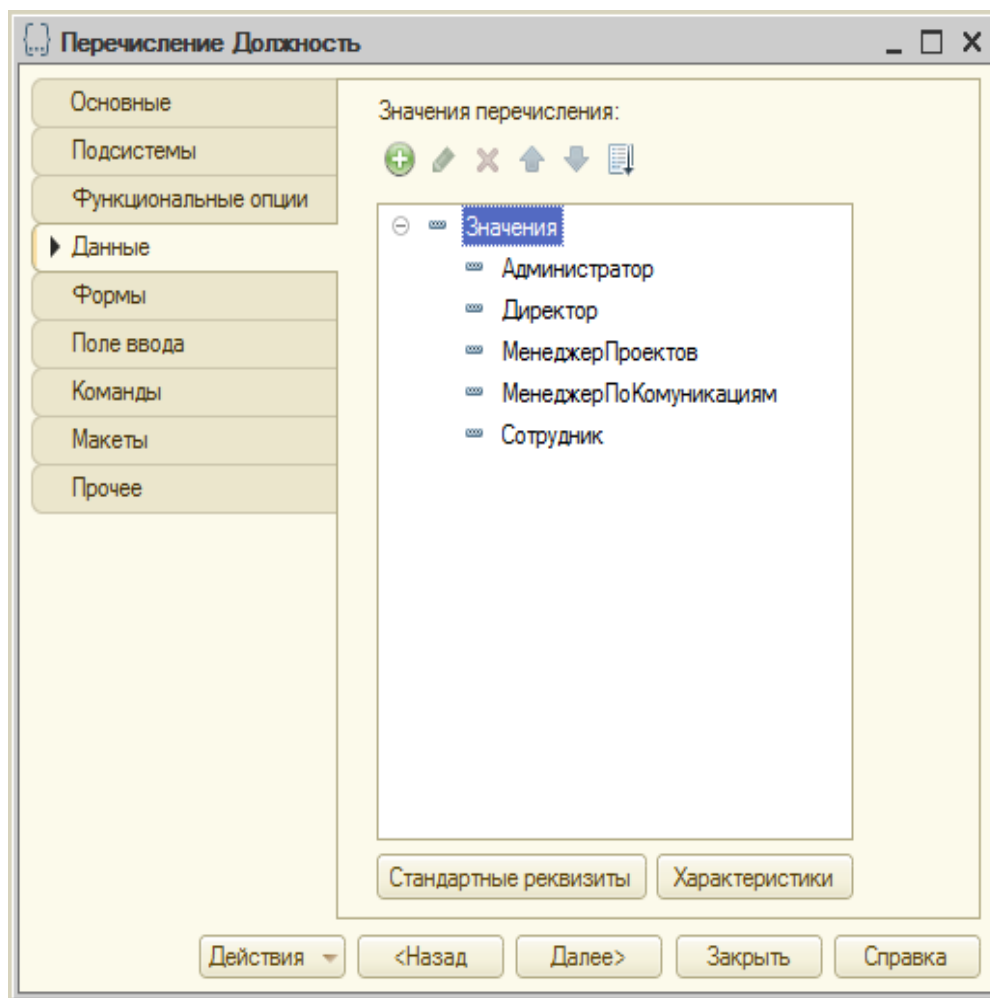 Перечисление Должность
Основные
Подсистемы
Функциональные опции
Данные
Формы
Поле ввода
Команды
Макеты
Прочее
Значения перечисления:
Значения
Администратор
Директор
МенеджерПроектов
МенеджерПоКомуникациям
Сотрудник
Стандартные реквизиты Характеристики
Действия <Назад Далее> Закрыть Справка